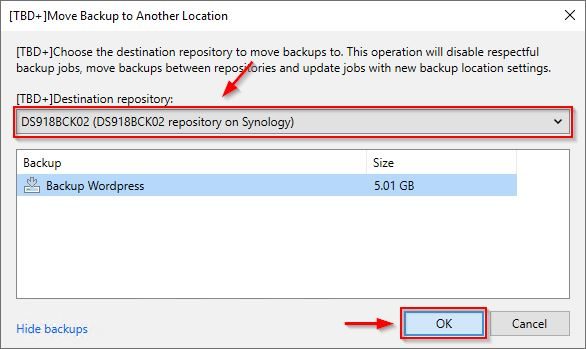 [TBD+]Move Backup to Another Location
[TBD+]Choose the destination repository to move backups to. This operation will disable respectful
backup jobs, move backups between repositories and update jobs with new backup location settings.
[TBD+]Destination repository:
DS918BCK02 (DS918BCK02 repository on Synology)
Backup Size
Backup Wordpress 5.01 GB
Hide backups OK Cancel